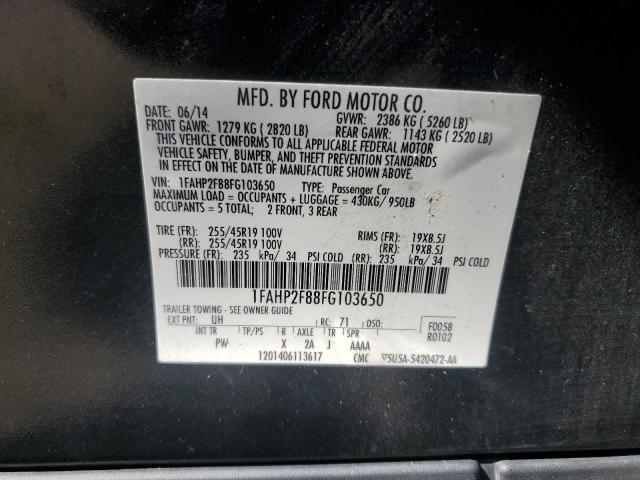 MFD. BY FORD MOTOR CO.
DATE: 06/14 GVWR: 2386 KG ( 5260 LB)
FRONT GAWR: 1279 KG ( 2820 LB) REAR GAWR: 1143 KG ( 2520 LB)
THIS VEHICLE CONFORMS TO ALL APPLICABLE FEDERAL MOTOR
VEHICLE SAFETY, BUMPER, AND THEFT PREVENTION STANDARDS
IN EFFECT ON THE DATE OF MANUFACTURE SHOWN ABOVE.
VIN: 1FAHP2F88FG103650 TYPE: Passenger Car
MAXIMUM LOAD = OCCUPANTS + LUGGAGE = 430KG/ 950LB
OCCUPANTS = 5 TOTAL; 2 FRONT, 3 REAR
TIRE (FR): 255/45R19 100V RIMS (FR): 19X8.5J
(RR): 255/45R19 100V (RR): 19X8.5J
PRESSURE (FR): 235 kPa/ 34 PSI COLD (RR): 235 kPa/ 34 PSI COLD
1FAHP2F88FG103650
TRAILER TOWING - SEE OWNER GUIDE
EXT PNT: UH RC: 71 DSO: F0058
INT TR TP/PS R AXLE TR SPR R0102
PW X 2A J AAAA
1201406113617 CMC 5U5A-5420472-AA